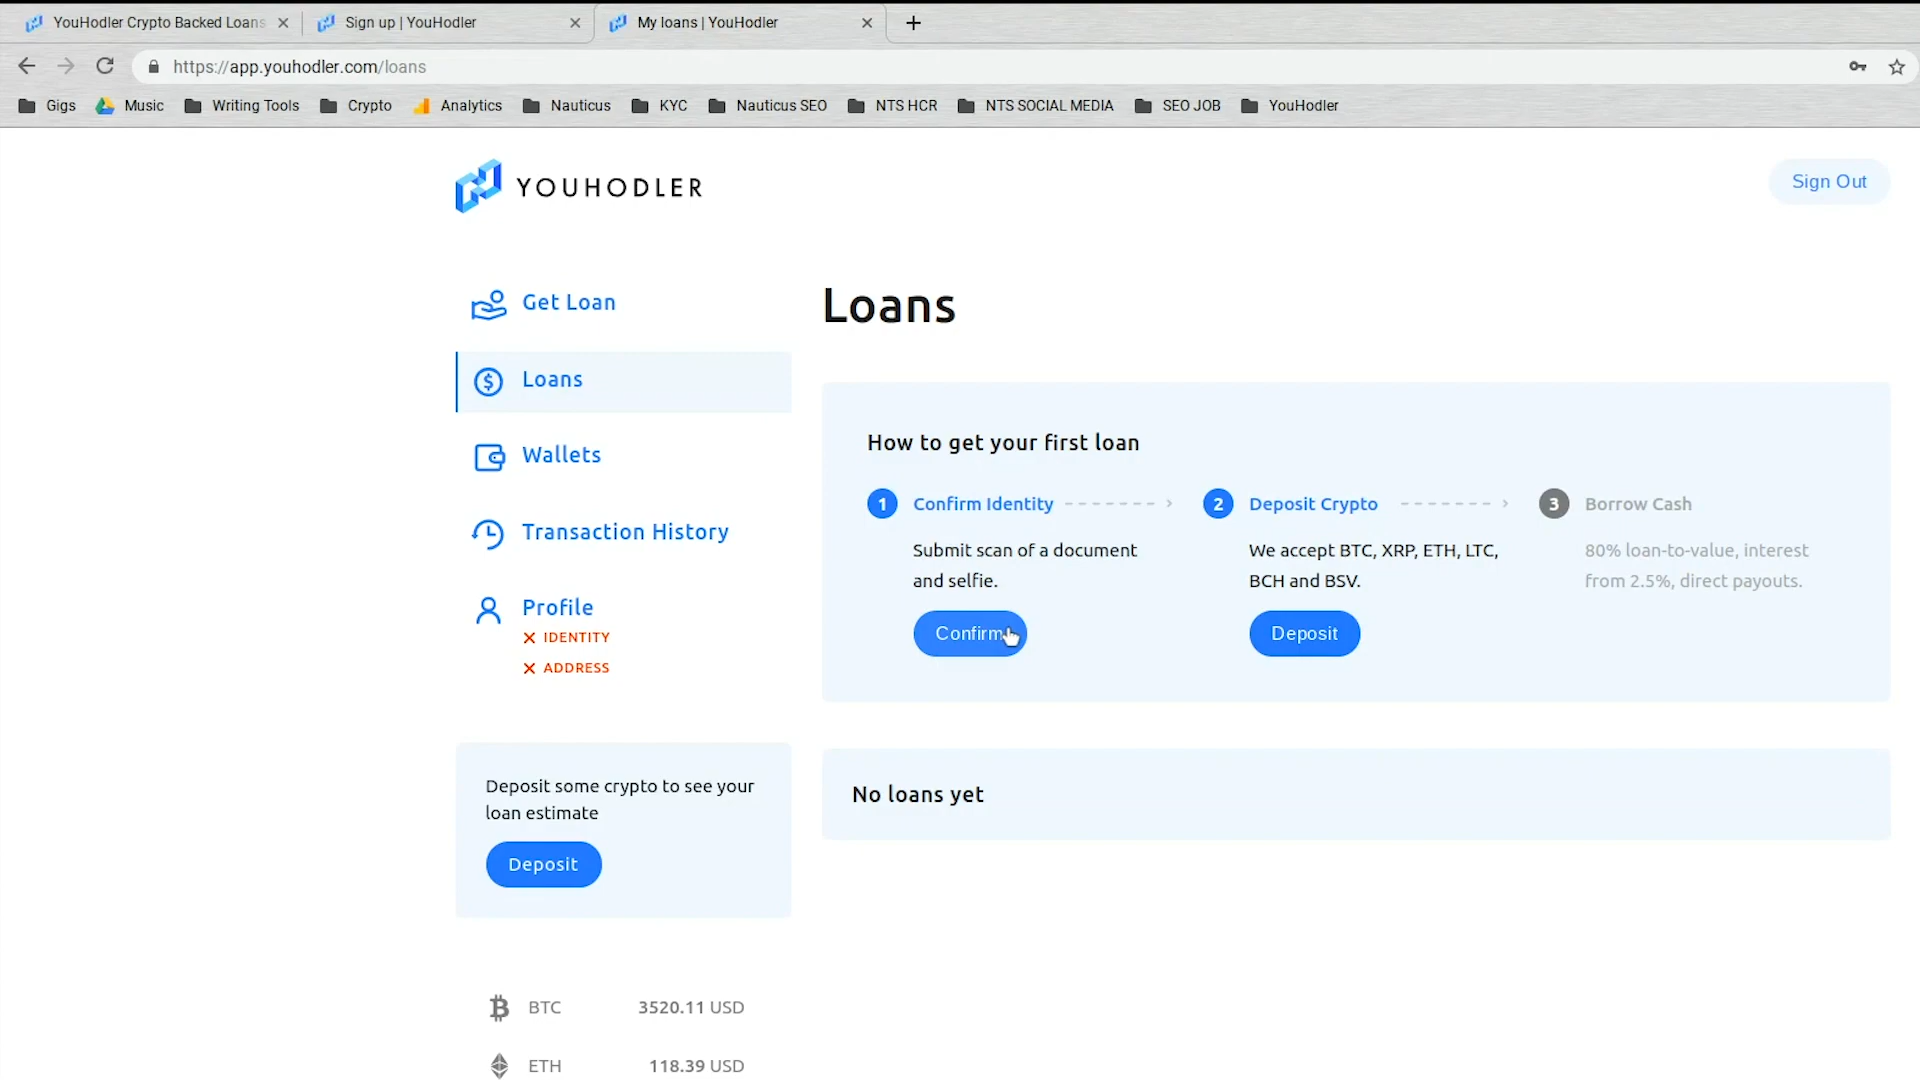 YouHodler Crypto Backed Loans
Sign up | YouHodler
My loans | YouHodler
https://app.youhodler.com/loans
Gigs
Music
Writing Tools
Crypto
Analytics
Nauticus
KYC
Nauticus SEO
NTS HCR
NTS SOCIAL MEDIA
SEO JOB
YouHodler
YOUHODLER
Sign Out
Get Loan
Loans
Wallets
Transaction History
Profile
IDENTITY
ADDRESS
Deposit some crypto to see your
loan estimate
Deposit
BTC 3520.11 USD
ETH 118.39 USD
Loans
How to get your first loan
1 Confirm Identity
Submit scan of a document
and selfie.
Confirm
2 Deposit Crypto
We accept BTC, XRP, ETH, LTC,
BCH and BSV.
Deposit
3 Borrow Cash
80% loan-to-value, interest
from 2.5%, direct payouts.
No loans yet